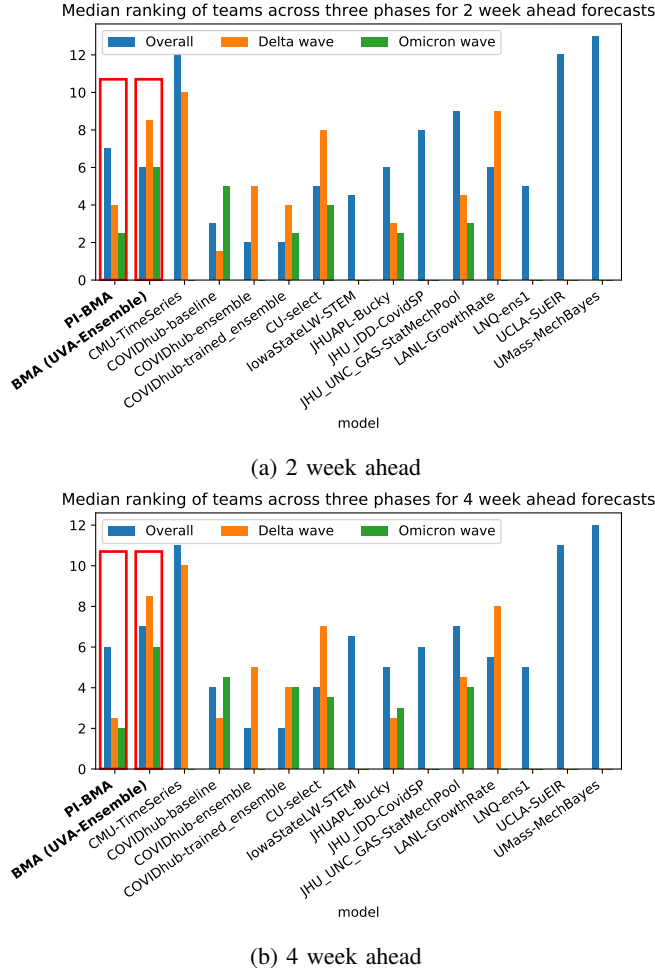 Median ranking of teams across three phases for 2 week ahead forecasts
Overall Delta wave Omicron wave
12
10
8
6
4
2
0
PI-BMA
BMA (UVA-Ensemble)
CMU-TimeSeries
COVIDhub-baseline
COVIDhub-ensemble
COVIDhub-trained_ensemble
CU-select
IowaStateLW-STEM
JHUAPL-Bucky
JHU_IDD-CovidSP
JHU_UNC_GAS-StatMechPool
LANL-GrowthRate
LNQ-ens1
UCLA-SuEIR
UMass-MechBayes
model
(a) 2 week ahead
Median ranking of teams across three phases for 4 week ahead forecasts
Overall Delta wave Omicron wave
12
10
8
6
4
2
0
PI-BMA
BMA (UVA-Ensemble)
CMU-TimeSeries
COVIDhub-baseline
COVIDhub-ensemble
COVIDhub-trained_ensemble
CU-select
IowaStateLW-STEM
JHUAPL-Bucky
JHU_IDD-CovidSP
JHU_UNC_GAS-StatMechPool
LANL-GrowthRate
LNQ-ens1
UCLA-SuEIR
UMass-MechBayes
model
(b) 4 week ahead